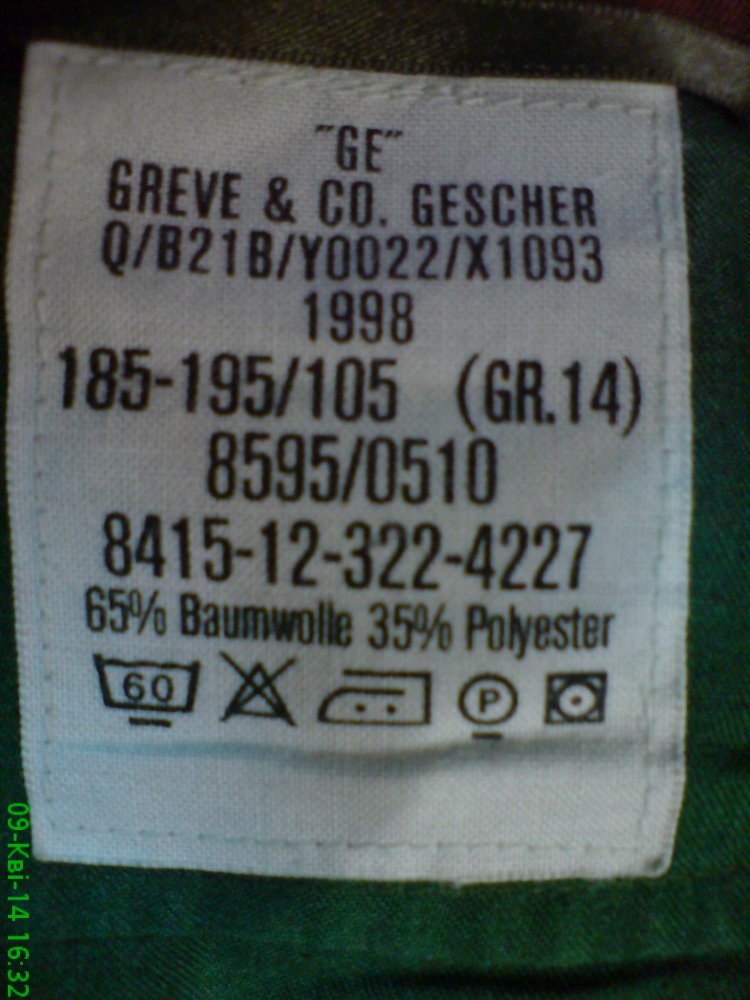 "GE"
GREVE & CO. GESCHER
Q/B21B/Y0022/X1093
1998
185-195/105 (GR.14)
8595/0510
8415-12-322-4227
65% Baumwolle 35% Polyester
60 P
09-Кві-14 16:32